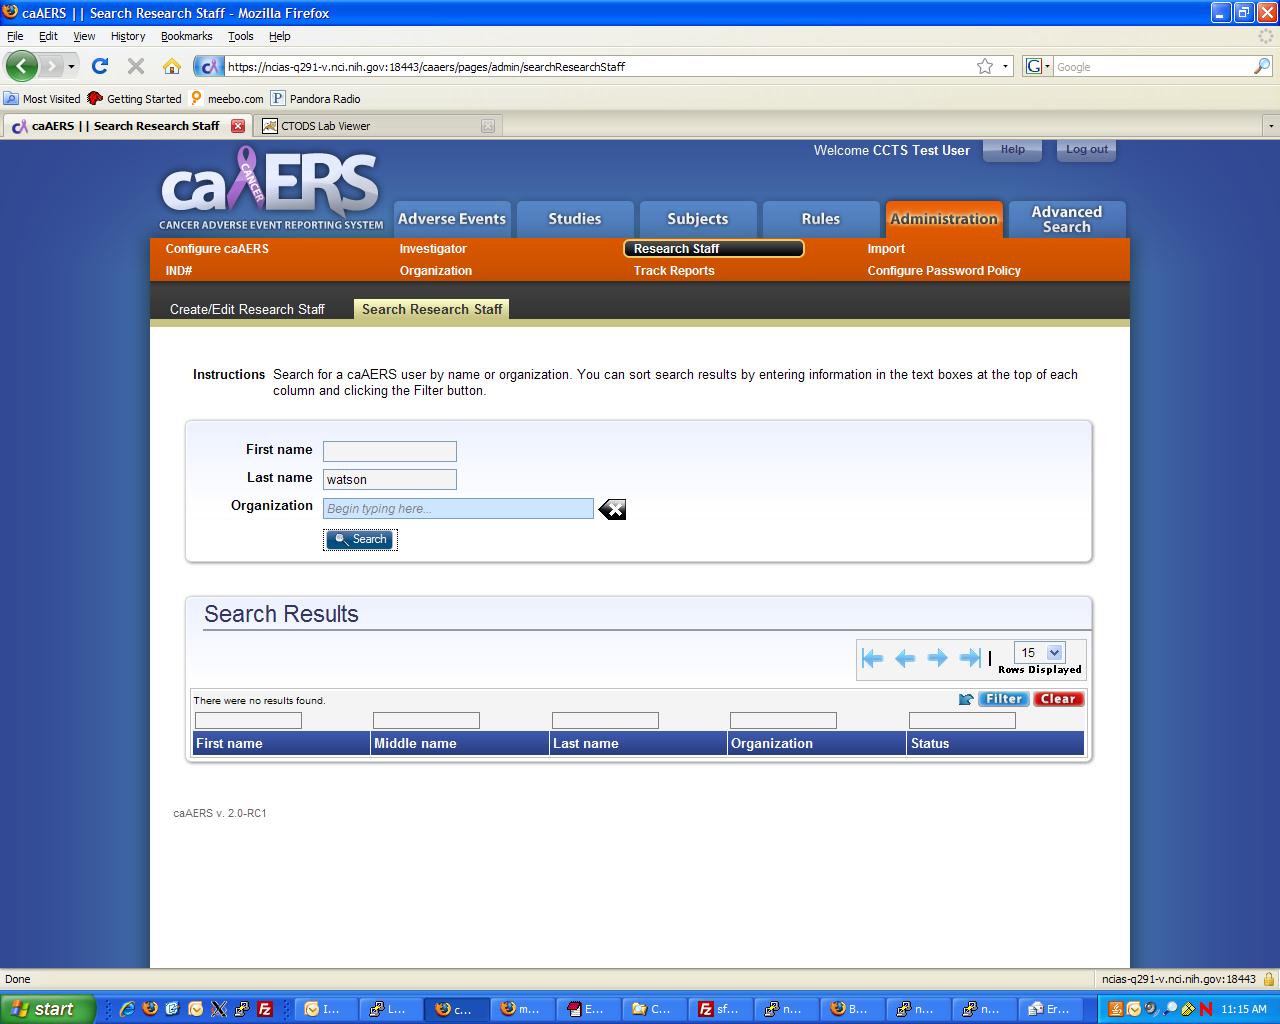 caAERS || Search Research Staff - Mozilla Firefox
File Edit View History Bookmarks Tools Help
https://ncias-q291-v.nci.nih.gov:18443/caaers/pages/admin/searchResearchStaff
G Google
Most Visited Getting Started meebo.com P Pandora Radio
caAERS || Search Research Staff CTODS Lab Viewer
Welcome CCTS Test User Help Log out
caAERS
CANCER
CANCER ADVERSE EVENT REPORTING SYSTEM
Adverse Events Studies Subjects Rules Administration Advanced Search
Configure caAERS Investigator Research Staff Import
IND# Organization Track Reports Configure Password Policy
Create/Edit Research Staff Search Research Staff
Instructions Search for a caAERS user by name or organization. You can sort search results by entering information in the text boxes at the top of each
column and clicking the Filter button.
First name
Last name watson
Organization Begin typing here...
Search
Search Results
15
Rows Displayed
There were no results found. Filter Clear
First name Middle name Last name Organization Status
caAERS v. 2.0-RC1
Done ncias-q291-v.nci.nih.gov:18443
start I... L... c... m... E... C... sf... n... B... n... n... Er... 11:15 AM